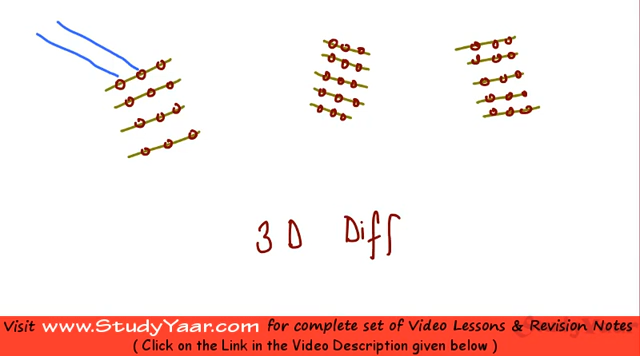 3D Diff
Visit www.StudyYaar.com for complete set of Video Lessons & Revision Notes
( Click on the Link in the Video Description given below )